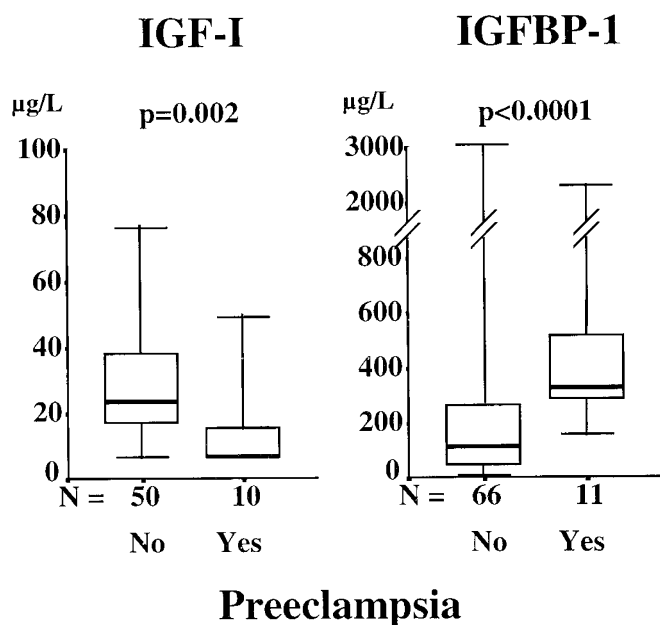 IGF-I IGFBP-1
µg/L µg/L
p=0.002 p<0.0001
100 3000
80 2000
60 800
40 600
20 400
0 200
0
N = 50 10 N = 66 11
No Yes No Yes
Preeclampsia